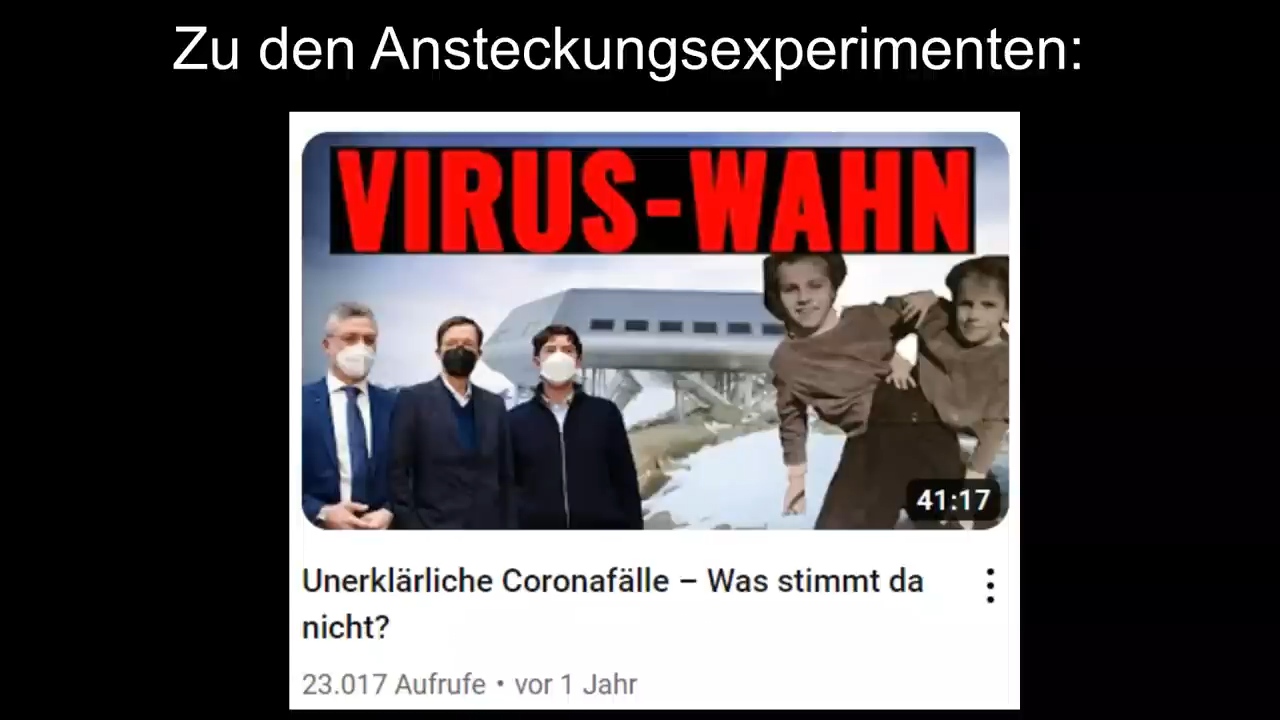 Zu den Ansteckungsexperimenten:
VIRUS-WAHN
41:17
Unerklärliche Coronafälle – Was stimmt da
nicht?
23.017 Aufrufe • vor 1 Jahr